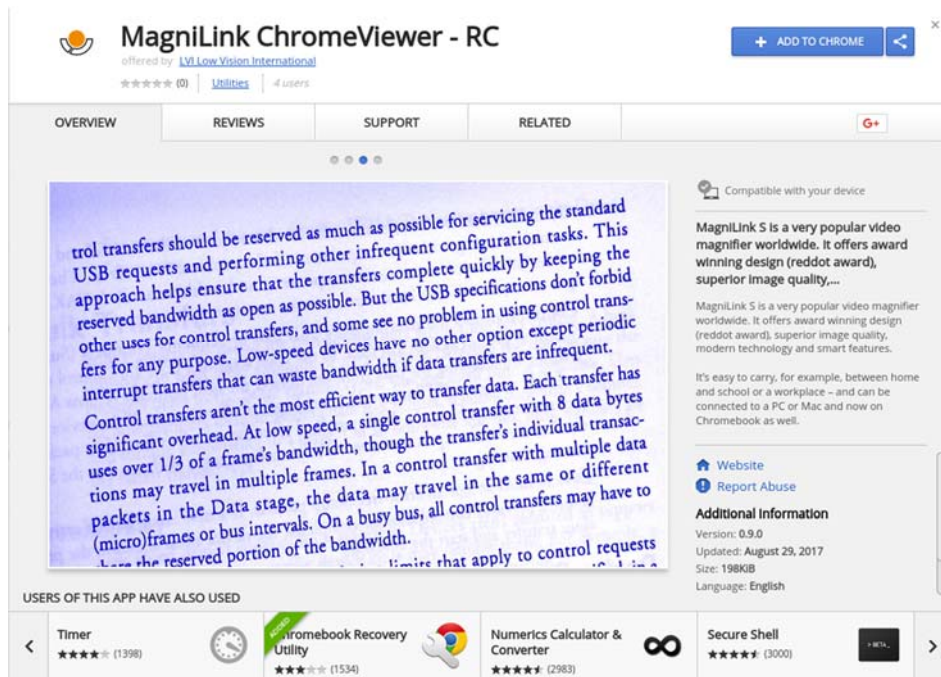 MagniLink ChromeViewer - RC
offered by LVI Low Vision International
(0) Utilities 4 users
+ ADD TO CHROME
OVERVIEW REVIEWS SUPPORT RELATED G+
trol transfers should be reserved as much as possible for servicing the standard
USB requests and performing other infrequent configuration tasks. This
approach helps ensure that the transfers complete quickly by keeping the
reserved bandwidth as open as possible. But the USB specifications don't forbid
other uses for control transfers, and some see no problem in using control trans-
fers for any purpose. Low-speed devices have no other option except periodic
interrupt transfers that can waste bandwidth if data transfers are infrequent.
Control transfers aren't the most efficient way to transfer data. Each transfer has
significant overhead. At low speed, a single control transfer with 8 data bytes
uses over 1/3 of a frame's bandwidth, though the transfer's individual transac-
tions may travel in multiple frames. In a control transfer with multiple data
packets in the Data stage, the data may travel in the same or different
(micro)frames or bus intervals. On a busy bus, all control transfers may have to
the reserved portion of the bandwidth.
limits that apply to control requests
Compatible with your device
MagniLink S is a very popular video
magnifier worldwide. It offers award
winning design (reddot award),
superior image quality,...
MagniLink S is a very popular video magnifier
worldwide. It offers award winning design
(reddot award), superior image quality,
modern technology and smart features.
It's easy to carry, for example, between home
and school or a workplace – and can be
connected to a PC or Mac and now on
Chromebook as well.
Website
Report Abuse
Additional Information
Version: 0.9.0
Updated: August 29, 2017
Size: 198KiB
Language: English
USERS OF THIS APP HAVE ALSO USED
Timer
(1398)
ADDED
Chromebook Recovery
Utility
(1534)
Numerics Calculator &
Converter
(2983)
Secure Shell
(3000)
BETA